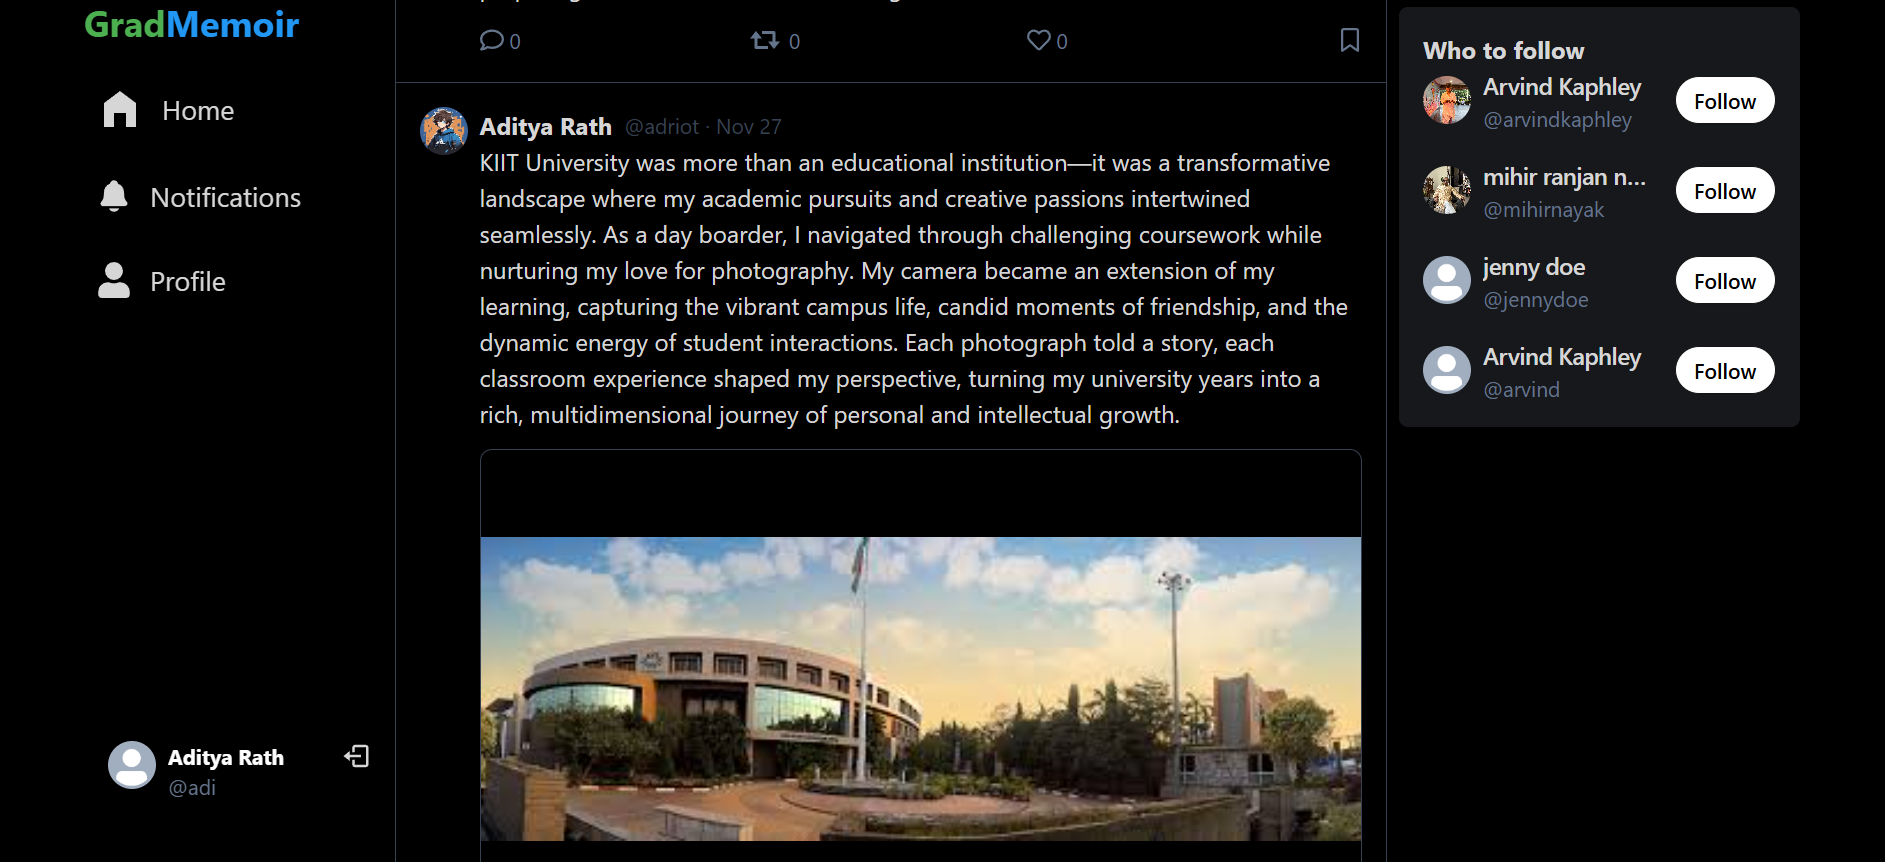 GradMemoir
Home
Notifications
Profile
Aditya Rath
@adi
0 0 0
Aditya Rath @adriot · Nov 27
KIIT University was more than an educational institution—it was a transformative
landscape where my academic pursuits and creative passions intertwined
seamlessly. As a day boarder, I navigated through challenging coursework while
nurturing my love for photography. My camera became an extension of my
learning, capturing the vibrant campus life, candid moments of friendship, and the
dynamic energy of student interactions. Each photograph told a story, each
classroom experience shaped my perspective, turning my university years into a
rich, multidimensional journey of personal and intellectual growth.
Who to follow
Arvind Kaphley
@arvindkaphley
Follow
mihir ranjan n...
@mihirnayak
Follow
jenny doe
@jennydoe
Follow
Arvind Kaphley
@arvind
Follow